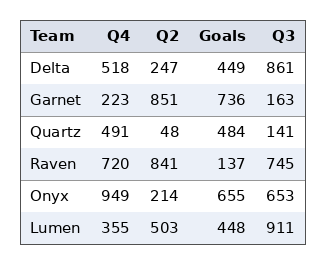 Team Q4 Q2 Goals Q3
Delta 518 247 449 861
Garnet 223 851 736 163
Quartz 491 48 484 141
Raven 720 841 137 745
Onyx 949 214 655 653
Lumen 355 503 448 911